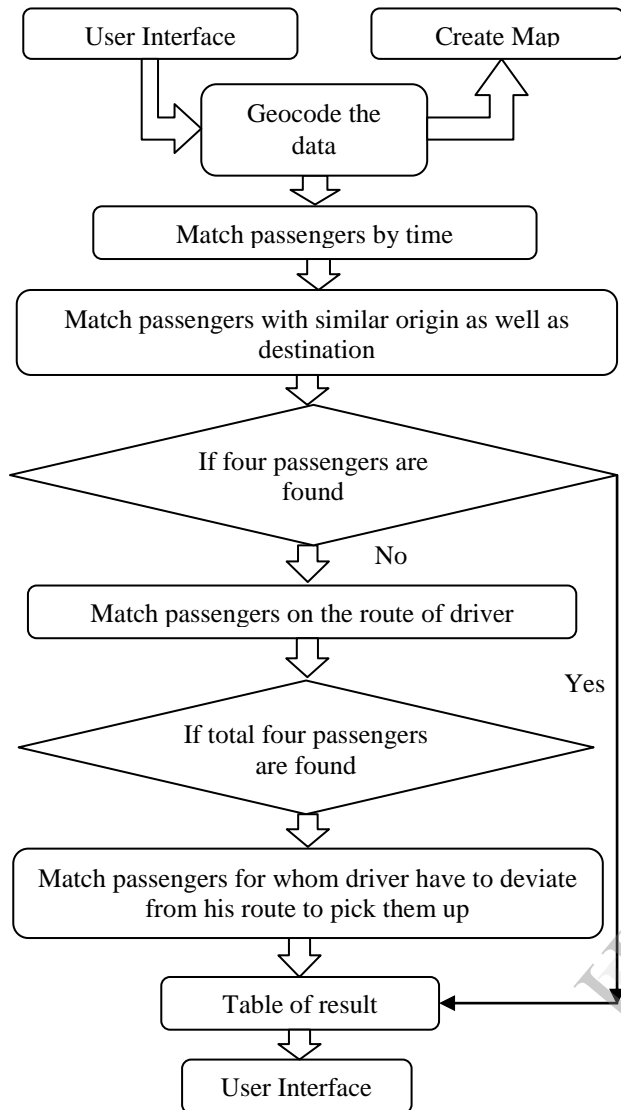 User Interface
Create Map
Geocode the
data
Match passengers by time
Match passengers with similar origin as well as
destination
If four passengers are
found
No
Match passengers on the route of driver
Yes
If total four passengers
are found
Match passengers for whom driver have to deviate
from his route to pick them up
Table of result
User Interface